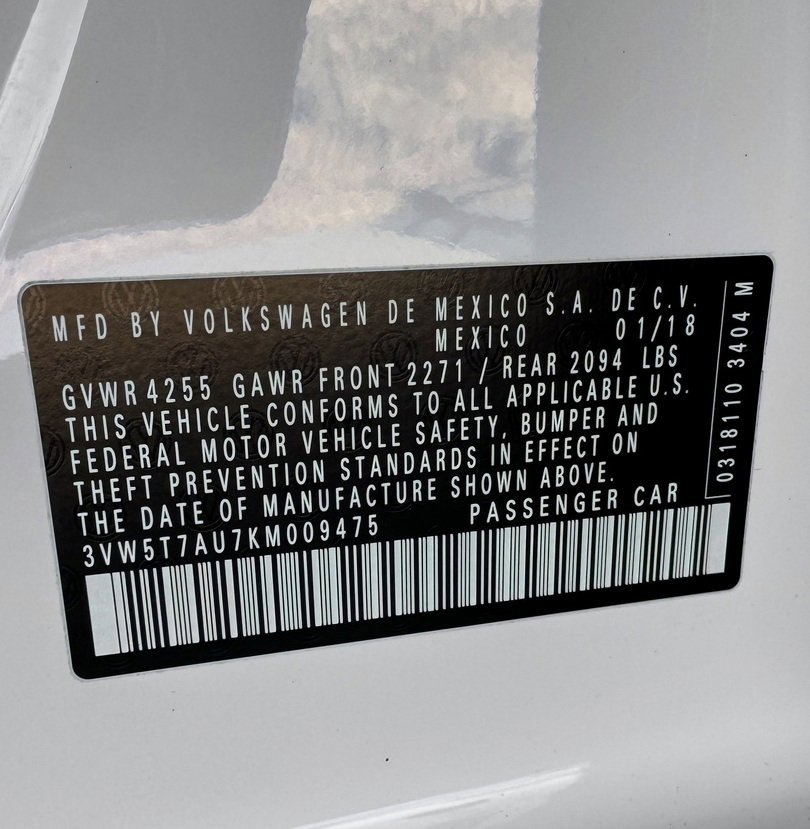 MFD BY VOLKSWAGEN DE MEXICO S.A. DE C.V.
MEXICO 01/18
GVWR 4255 GAWR FRONT 2271 / REAR 2094 LBS
THIS VEHICLE CONFORMS TO ALL APPLICABLE U.S.
FEDERAL MOTOR VEHICLE SAFETY, BUMPER AND
THEFT PREVENTION STANDARDS IN EFFECT ON
THE DATE OF MANUFACTURE SHOWN ABOVE.
3VW5T7AU7KM009475 PASSENGER CAR
0318110 3404 M